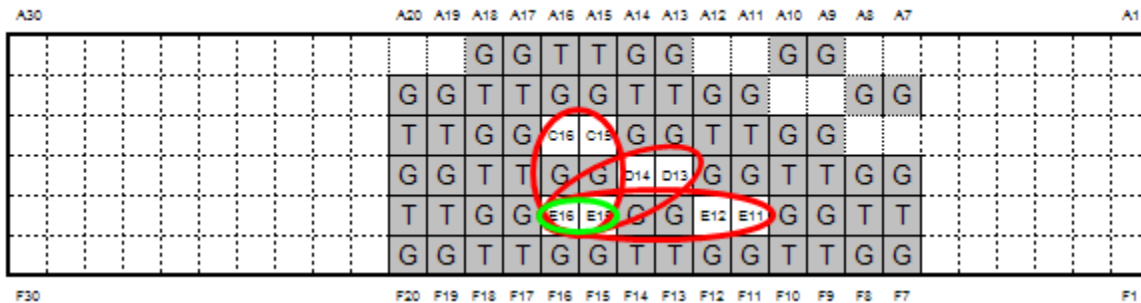 A30 A20 A19 A18 A17 A16 A15 A14 A13 A12 A11 A10 A9 A8 A7 A1
G G T T G G G G
G G T T G G T T G G G G
T T G G C16 C15 G G T T G G
G G T T G G D14 D13 G G T T G G
T T G G E16 E15 G G E12 E11 G G T T
G G T T G G T T G G T T G G
F30 F20 F19 F18 F17 F16 F15 F14 F13 F12 F11 F10 F9 F8 F7 F1